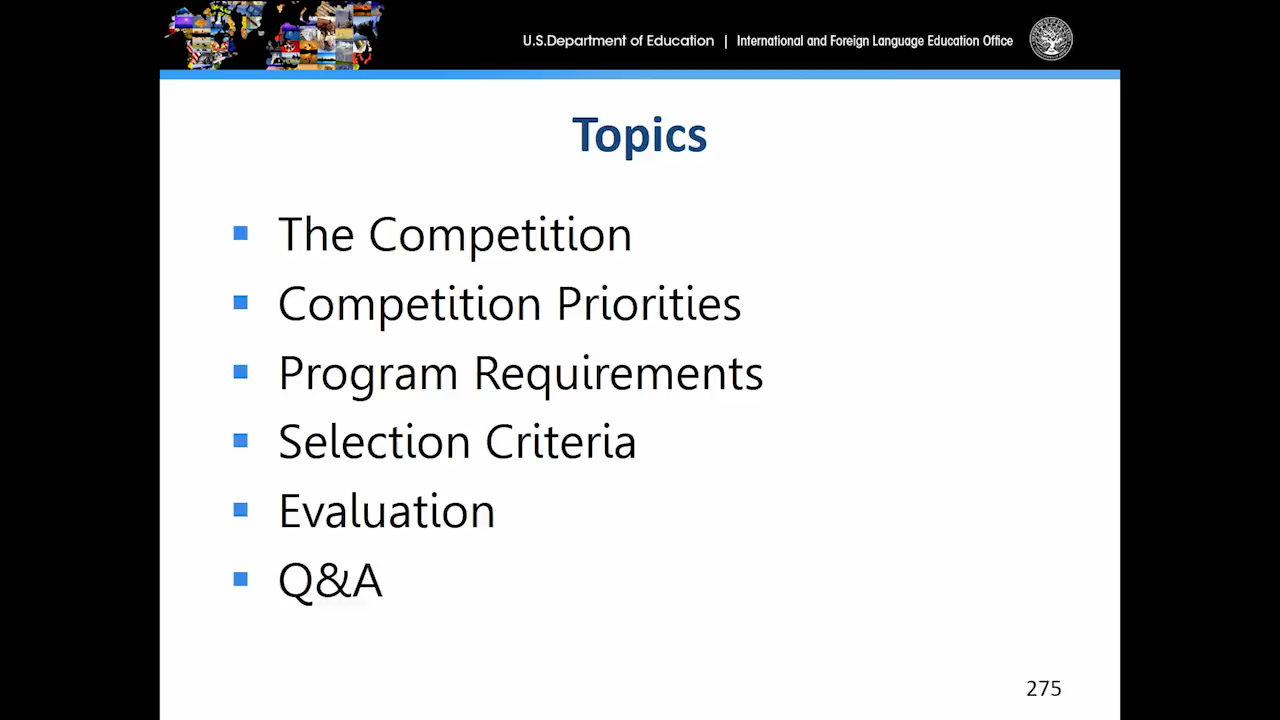 U.S.Department of Education | International and Foreign Language Education Office
Topics
The Competition
Competition Priorities
Program Requirements
Selection Criteria
Evaluation
Q&A
275